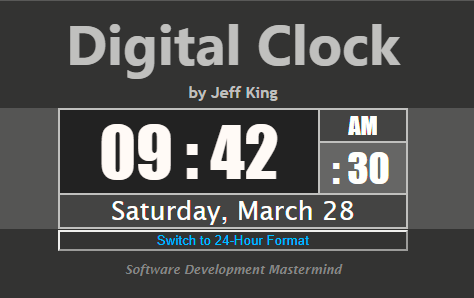 Digital Clock
by Jeff King
09 : 42
AM
: 30
Saturday, March 28
Switch to 24-Hour Format
Software Development Mastermind